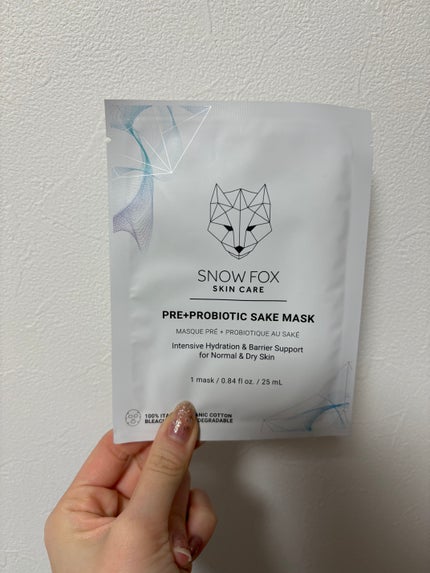 SNOW FOX
SKIN CARE
PRE+PROBIOTIC SAKE MASK
MASQUE PRÉ + PROBIOTIQUE AU SAKÉ
Intensive Hydration & Barrier Support
for Normal & Dry Skin
1 mask / 0.84 fl oz. / 25 mL
100% COTTON